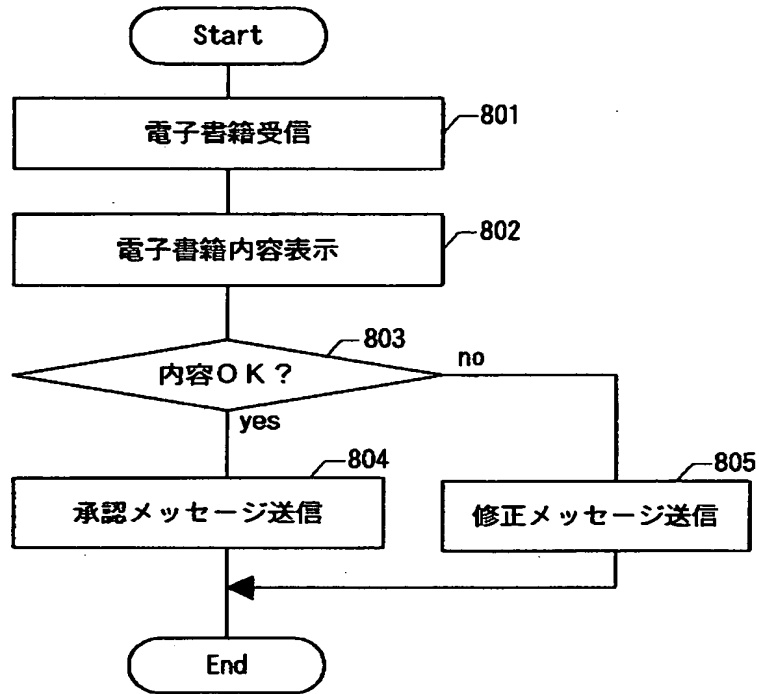 Start
電子書籍受信
801
電子書籍内容表示
802
803
内容OK?
no
yes
804
承認メッセージ送信
805
修正メッセージ送信
End